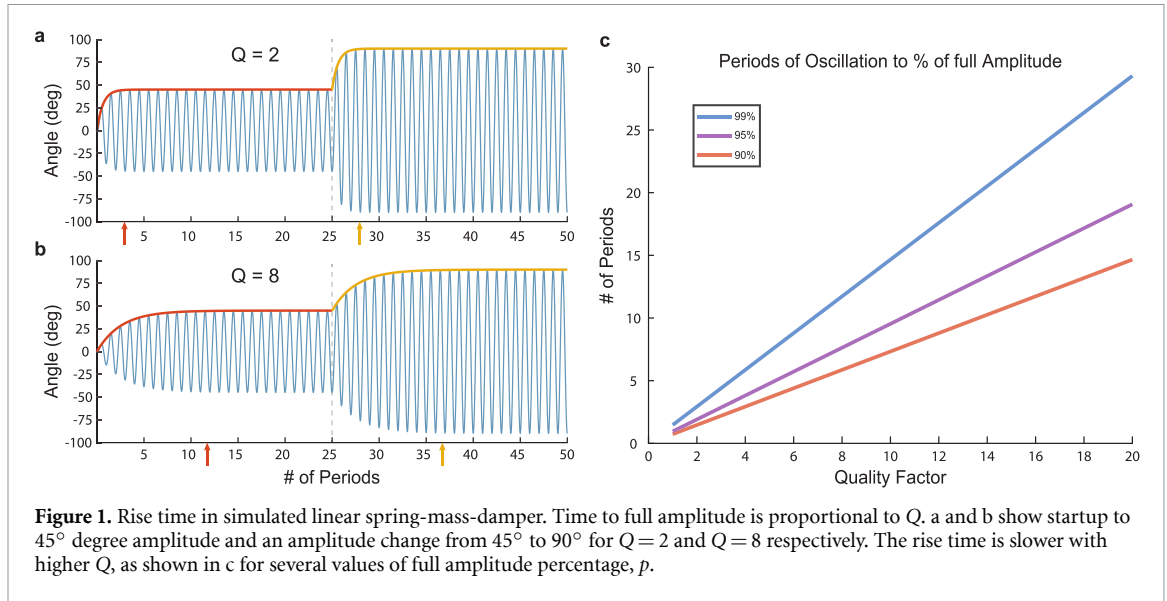 a
Q = 2
100
75
50
25
0
-25
-50
-75
-100
Angle (deg)
5 10 15 20 25 30 35 40 45 50
b
Q = 8
100
75
50
25
0
-25
-50
-75
-100
Angle (deg)
5 10 15 20 25 30 35 40 45 50
# of Periods
c
Periods of Oscillation to % of full Amplitude
99%
95%
90%
30
25
20
15
10
5
0
# of Periods
0 2 4 6 8 10 12 14 16 18 20
Quality Factor
Figure 1. Rise time in simulated linear spring-mass-damper. Time to full amplitude is proportional to Q. a and b show startup to
45° degree amplitude and an amplitude change from 45° to 90° for Q = 2 and Q = 8 respectively. The rise time is slower with
higher Q, as shown in c for several values of full amplitude percentage, p.